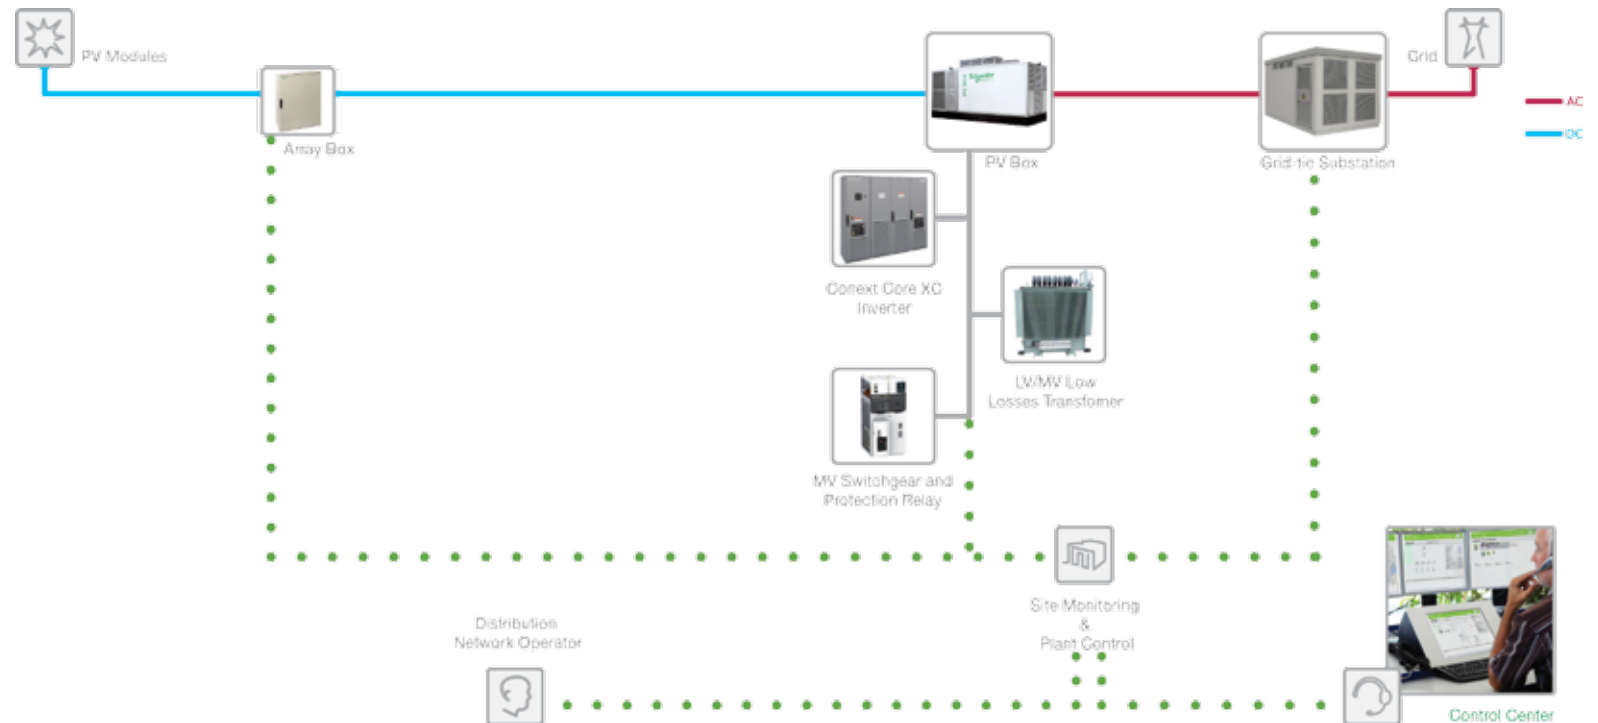 PV Modules
Grid
AC
DC
Array Box
PV Box
Grid-tie Substation
Conext Core XC
Inverter
LV/MV Low
Losses Transfomer
MV Switchgear and
Protection Relay
Site Monitoring
&
Plant Control
Distribution
Network Operator
Control Center